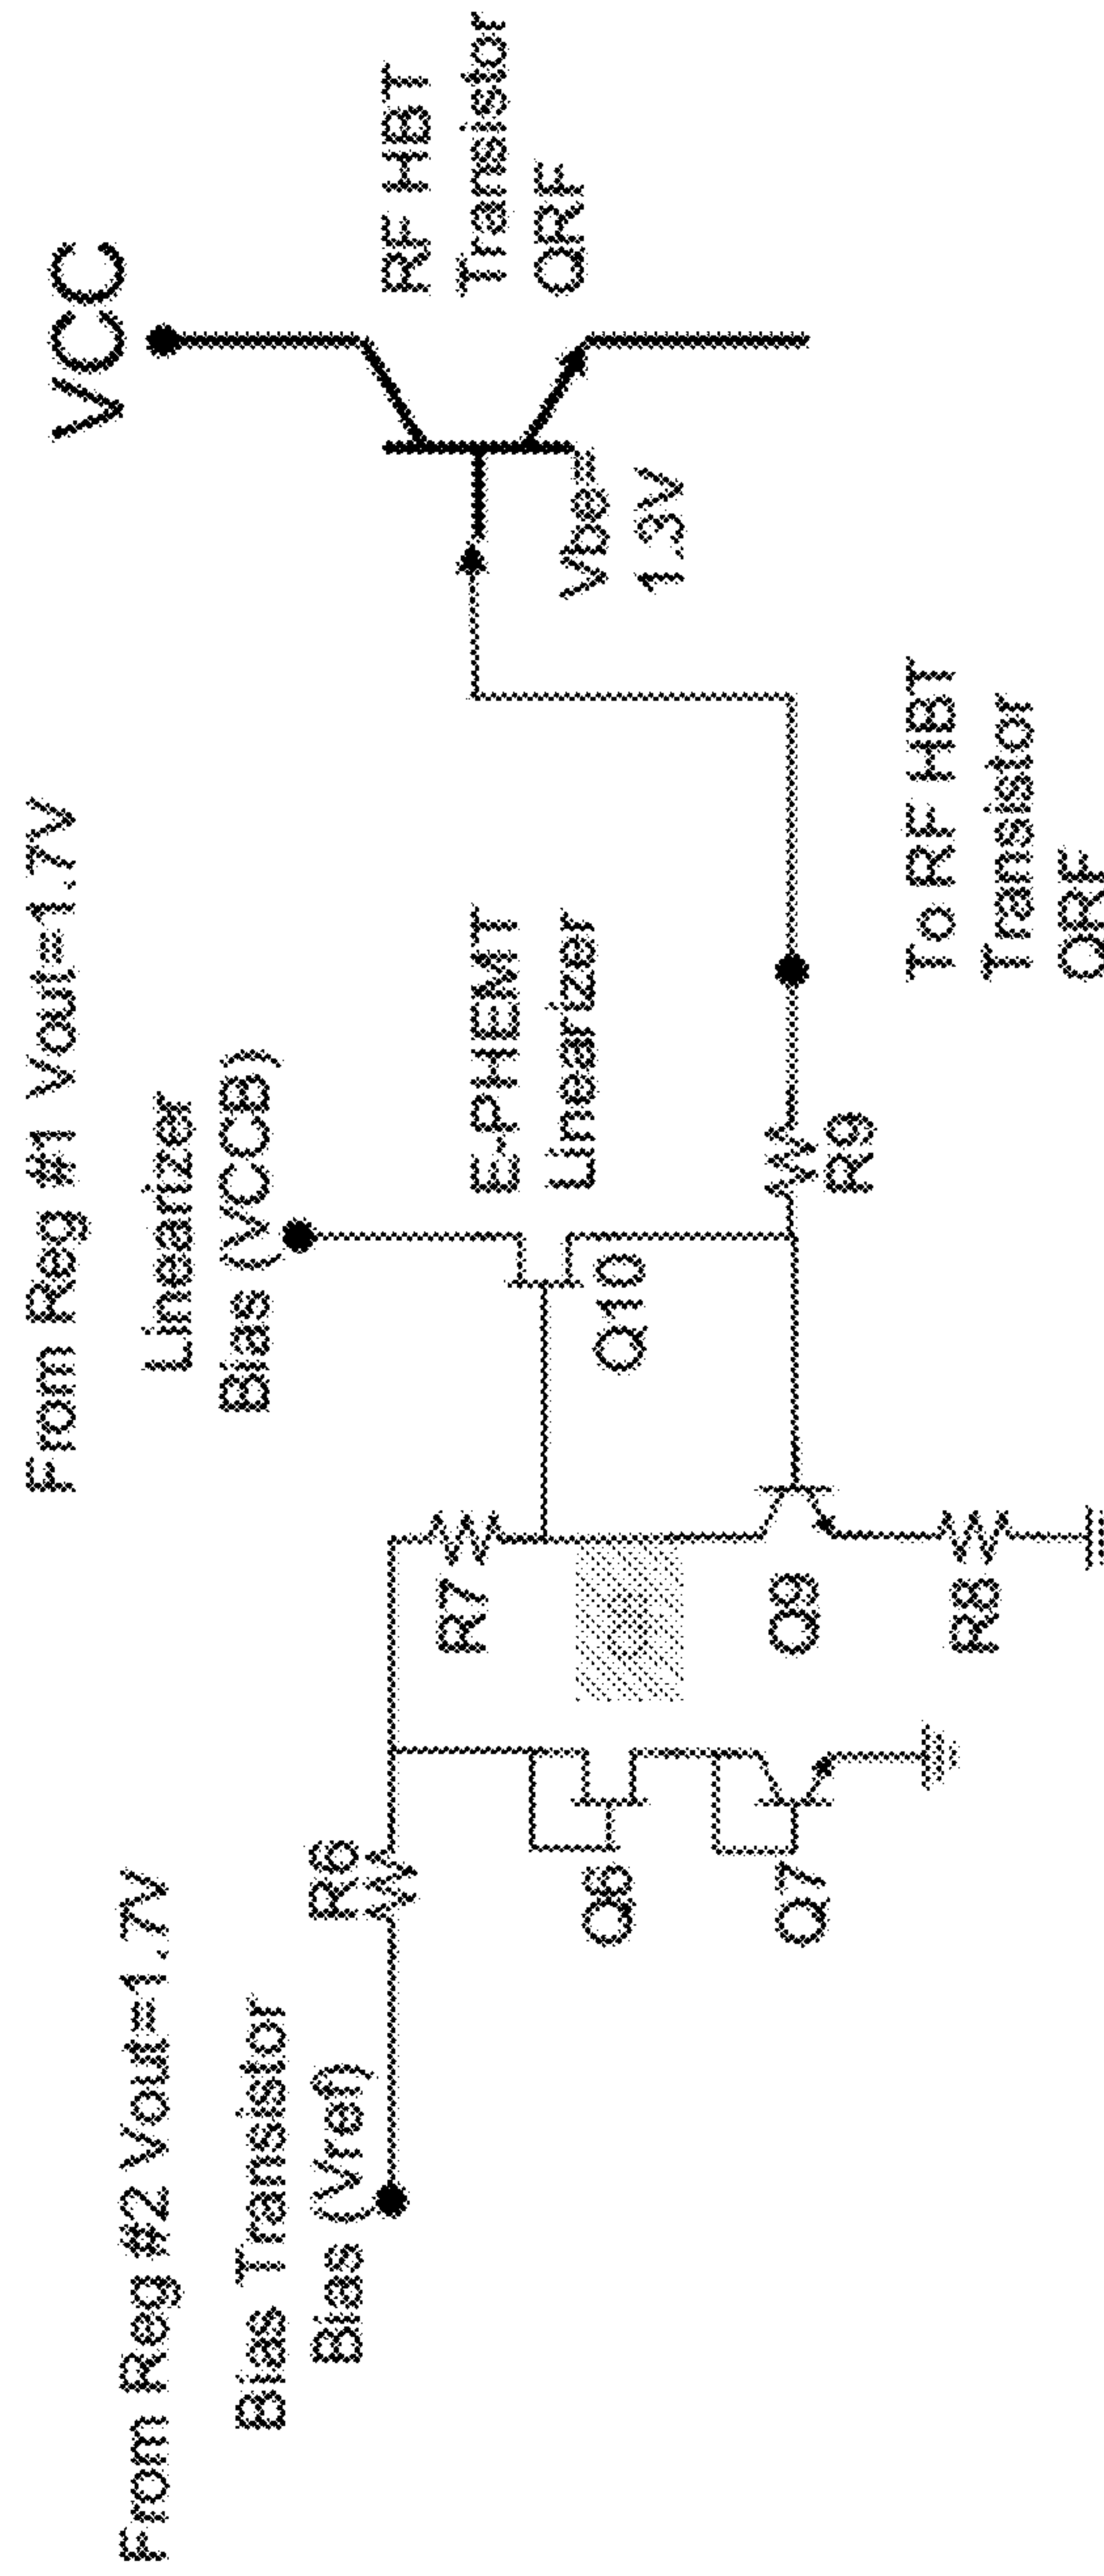 From Reg #2 Vout=1.7V
Bias Transistor
Bias (Vref)
R6
Q6
Q7
R7
Q9
R8
From Reg #1 Vout=1.7V
Linearizer
Bias (VCCB)
Q10
E-PHEMT
Linearizer
R9
To RF HBT
Transistor
QRF
Vbe=
1.3V
VCC
RF HBT
Transistor
QRF